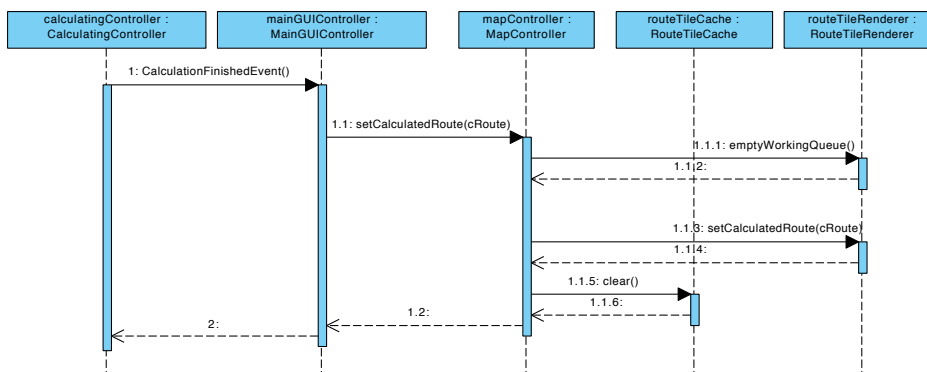 calculatingController :
CalculatingController
mainGUIController :
MainGUIController
mapController :
MapController
routeTileCache :
RouteTileCache
routeTileRenderer :
RouteTileRenderer
1: CalculationFinishedEvent()
1.1: setCalculatedRoute(cRoute)
1.1.1: emptyWorkingQueue()
1.1.2:
1.1.3: setCalculatedRoute(cRoute)
1.1.4:
1.1.5: clear()
1.1.6:
1.2:
2: